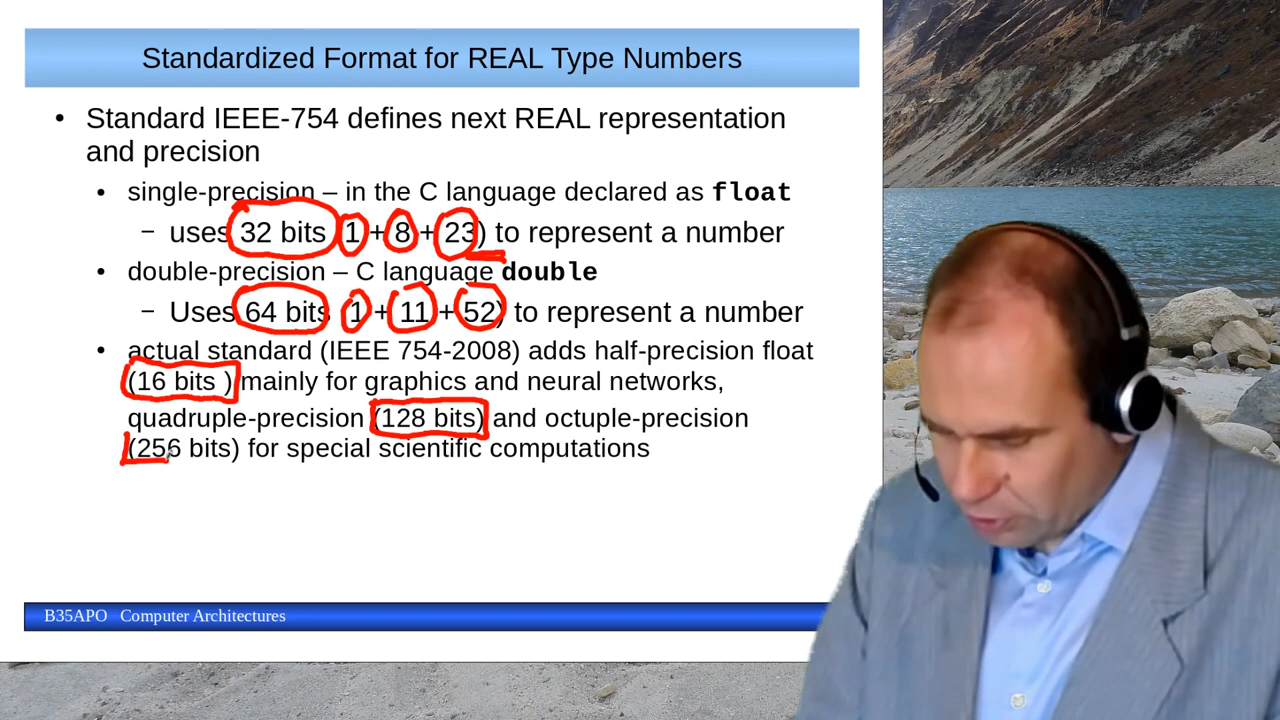 Standardized Format for REAL Type Numbers
• Standard IEEE-754 defines next REAL representation
and precision
• single-precision – in the C language declared as float
– uses 32 bits (1 + 8 + 23) to represent a number
• double-precision – C language double
– Uses 64 bits (1 + 11 + 52) to represent a number
• actual standard (IEEE 754-2008) adds half-precision float
(16 bits ) mainly for graphics and neural networks,
quadruple-precision (128 bits) and octuple-precision
(256 bits) for special scientific computations
B35APO Computer Architectures